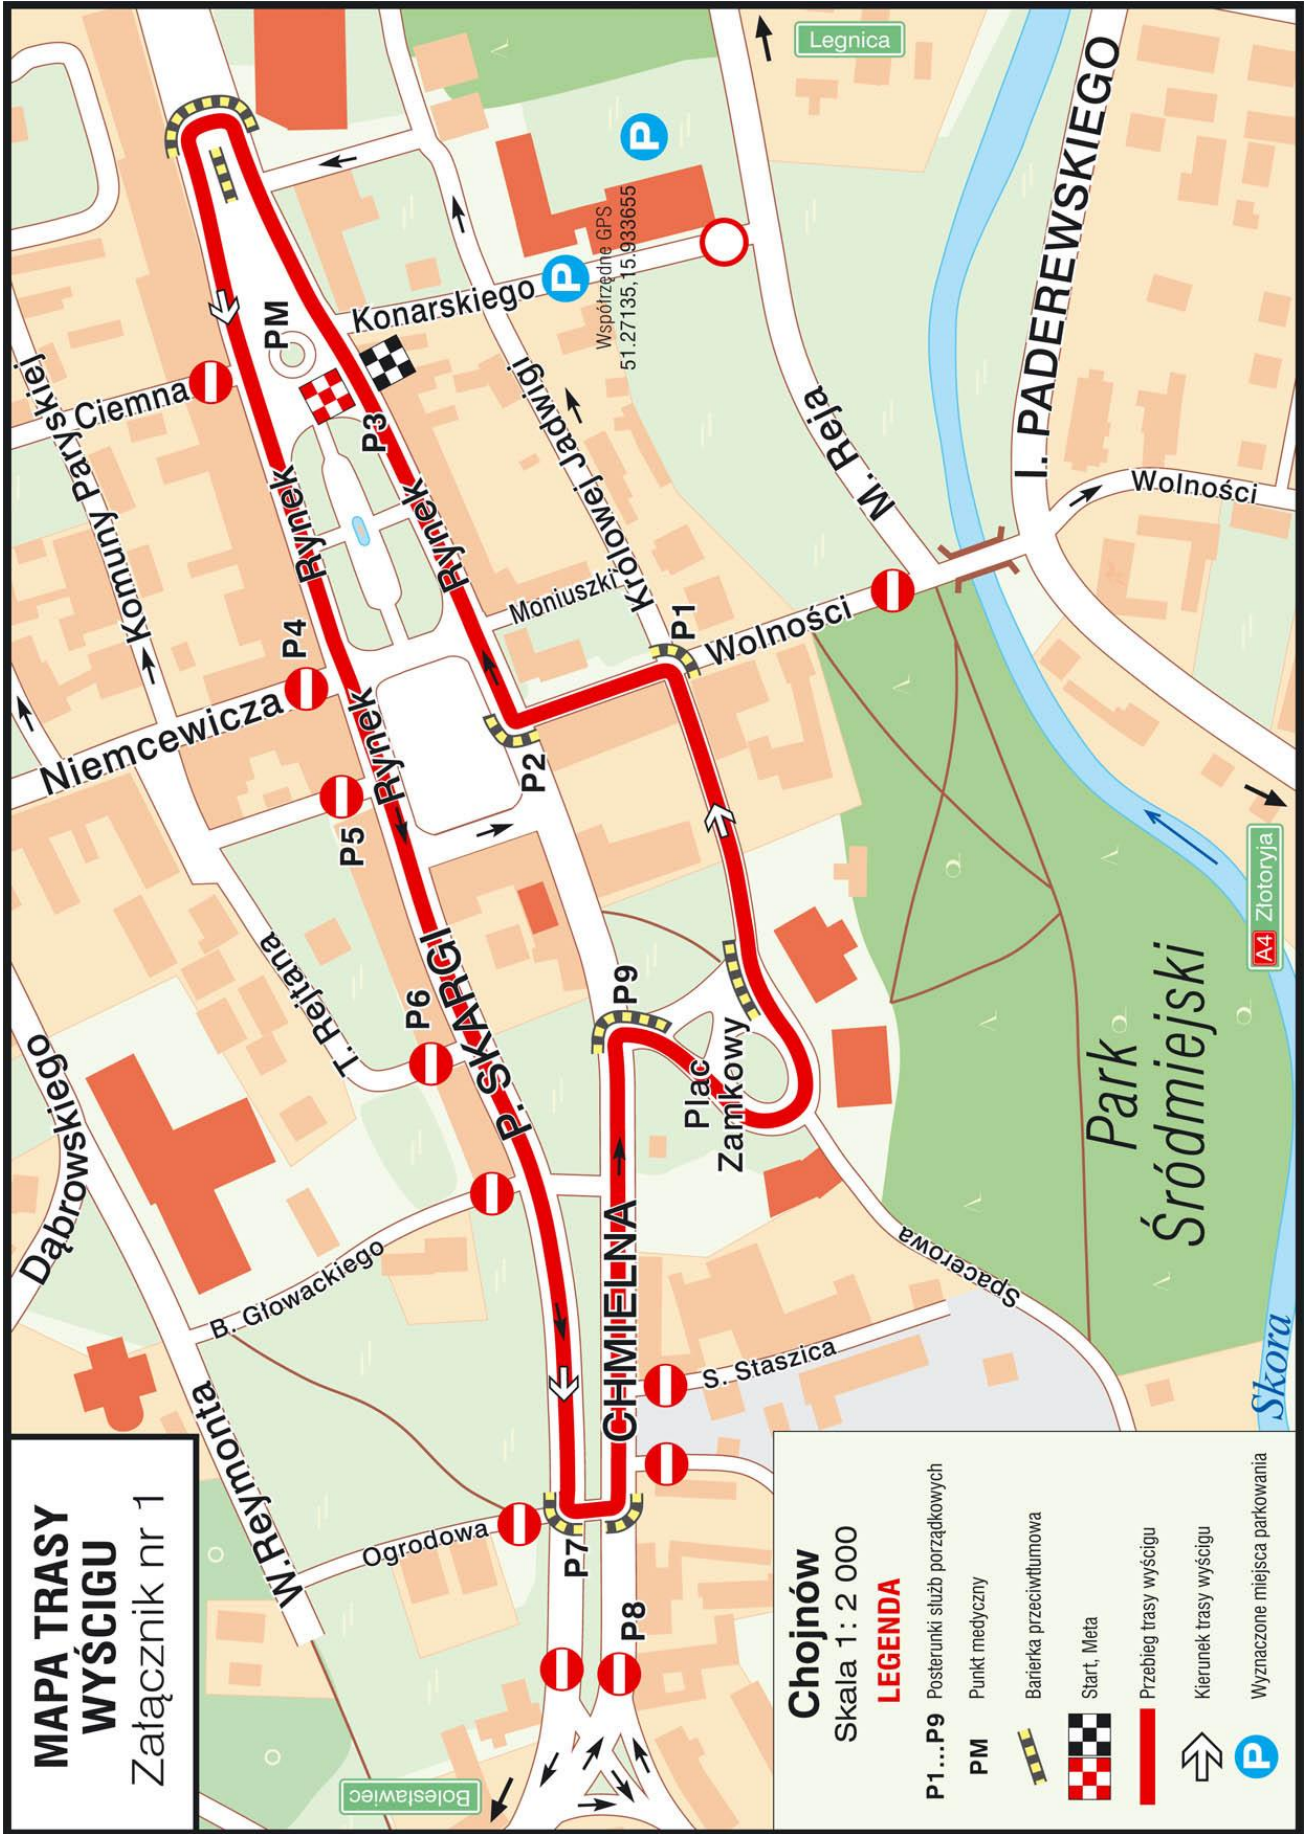 MAPA TRASY
WYŚCIGU
Załącznik nr 1
Legnica
I. PADEREWSKIEGO
Wolności
M. Reja
Współrzędne GPS
51.27135,15.933655
P
P
Konarskiego
PM
Ciemna
Komuny Paryskiej
Rynek
Rynek
P3
Królowej Jadwigi
Moniuszki
P1
Wolności
P4
Niemcewicza
Rynek
P2
P5
P. SKARGI
T. Rejtana
P6
P9
Plac
Zamkowy
Dąbrowskiego
B. Głowackiego
CHMIELNA
S. Staszica
Spacerowa
Park
Śródmiejski
A4 Złotoryja
Skora
W.Reymonta
Ogrodowa
P7
P8
Bolesławiec
Chojnów
Skala 1: 2 000
LEGENDA
P1...P9 Posterunki służb porządkowych
PM Punkt medyczny
Barierka przeciwtłumowa
Start, Meta
Przebieg trasy wyścigu
Kierunek trasy wyścigu
P Wyznaczone miejsca parkowania